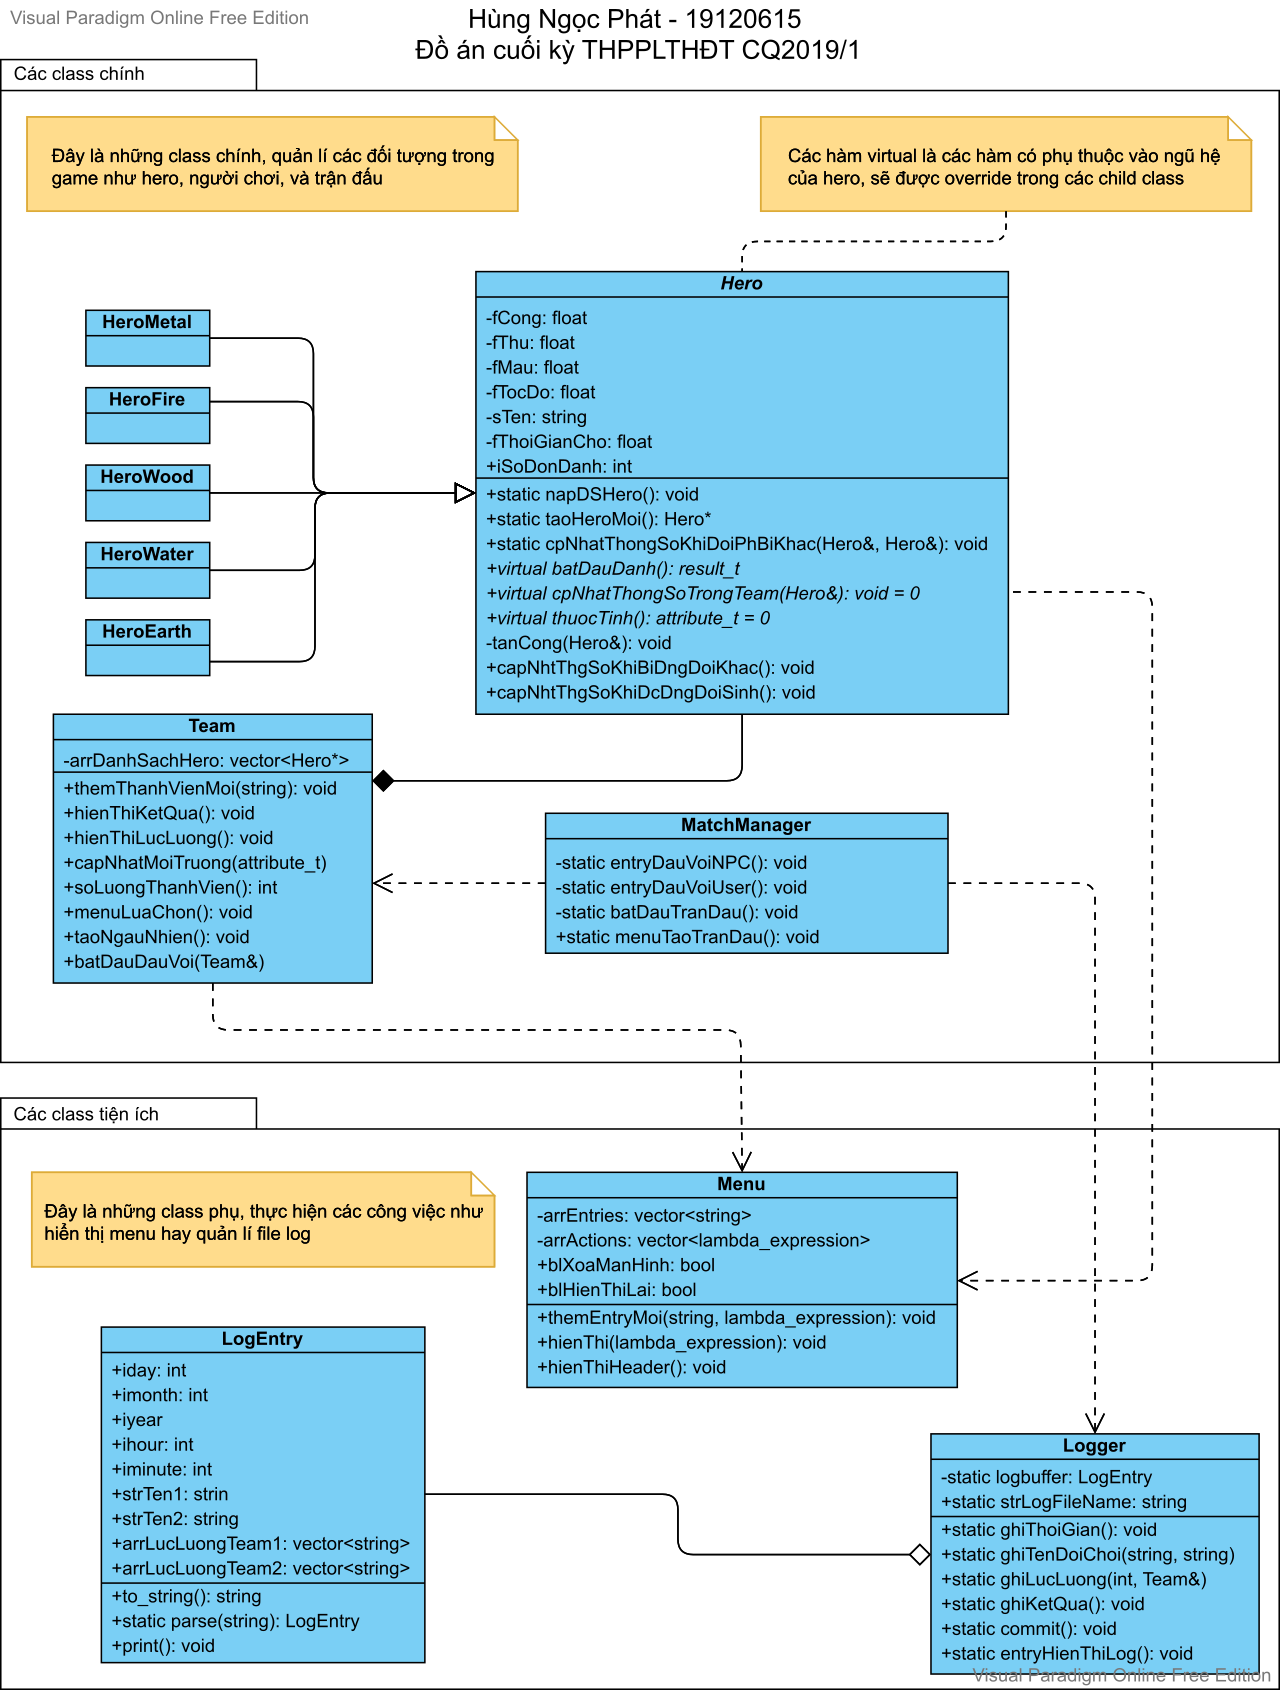 Visual Paradigm Online Free Edition
Hùng Ngọc Phát - 19120615
Đồ án cuối kỳ THPPLTHĐT CQ2019/1
Các class chính
Đây là những class chính, quản lí các đối tượng trong
game như hero, người chơi, và trận đấu
Các hàm virtual là các hàm có phụ thuộc vào ngũ hệ
của hero, sẽ được override trong các child class
Hero
-fCong: float
-fThu: float
-fMau: float
-fTocDo: float
-sTen: string
-fThoiGianCho: float
+iSoDonDanh: int
+static napDSHero(): void
+static taoHeroMoi(): Hero*
+static cpNhatThongSoKhiDoiPhBiKhac(Hero&, Hero&): void
+virtual batDauDanh(): result_t
+virtual cpNhatThongSoTrongTeam(Hero&): void = 0
+virtual thuocTinh(): attribute_t = 0
-tanCong(Hero&): void
+capNhtThgSoKhiBiDngDoiKhac(): void
+capNhtThgSoKhiDcDngDoiSinh(): void
HeroMetal
HeroFire
HeroWood
HeroWater
HeroEarth
Team
-arrDanhSachHero: vector<Hero*>
+themThanhVienMoi(string): void
+hienThiKetQua(): void
+hienThiLucLuong(): void
+capNhatMoiTruong(attribute_t)
+soLuongThanhVien(): int
+menuLuaChon(): void
+taoNgauNhien(): void
+batDauDauVoi(Team&)
MatchManager
-static entryDauVoiNPC(): void
-static entryDauVoiUser(): void
-static batDauTranDau(): void
+static menuTaoTranDau(): void
Các class tiện ích
Đây là những class phụ, thực hiện các công việc như
hiển thị menu hay quản lí file log
Menu
-arrEntries: vector<string>
-arrActions: vector<lambda_expression>
+blXoaManHinh: bool
+blHienThiLai: bool
+themEntryMoi(string, lambda_expression): void
+hienThi(lambda_expression): void
+hienThiHeader(): void
LogEntry
+iday: int
+imonth: int
+iyear
+ihour: int
+iminute: int
+strTen1: strin
+strTen2: string
+arrLucLuongTeam1: vector<string>
+arrLucLuongTeam2: vector<string>
+to_string(): string
+static parse(string): LogEntry
+print(): void
Logger
-static logbuffer: LogEntry
+static strLogFileName: string
+static ghiThoiGian(): void
+static ghiTenDoiChoi(string, string)
+static ghiLucLuong(int, Team&)
+static ghiKetQua(): void
+static commit(): void
+static entryHienThiLog(): void
Visual Paradigm Online Free Edition